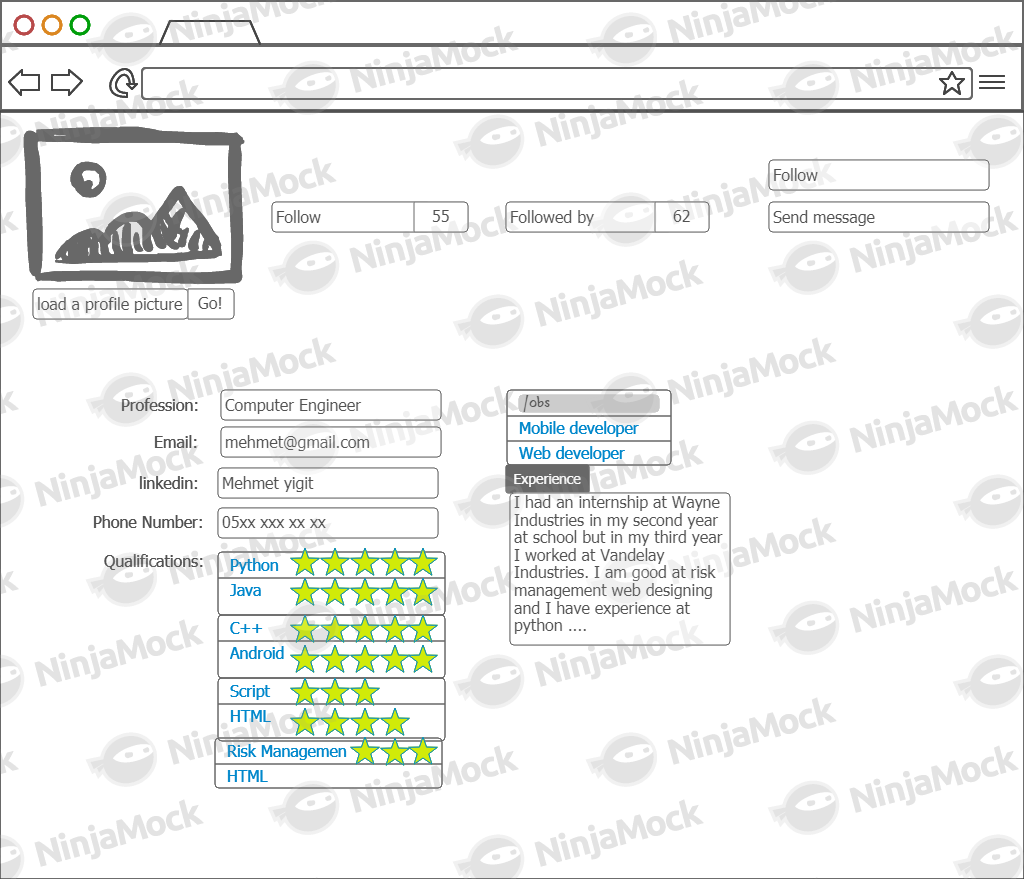 Follow
Follow 55
Followed by 62
Send message
load a profile picture Go!
Profession: Computer Engineer
Email: mehmet@gmail.com
linkedin: Mehmet yigit
Phone Number: 05xx xxx xx xx
Qualifications:
Python
Java
C++
Android
Script
HTML
Risk Managemen
HTML
Jobs
Mobile developer
Web developer
Experience
I had an internship at Wayne
Industries in my second year
at school but in my third year
I worked at Vandelay
Industries. I am good at risk
management web designing
and I have experience at
python ....
NinjaMock